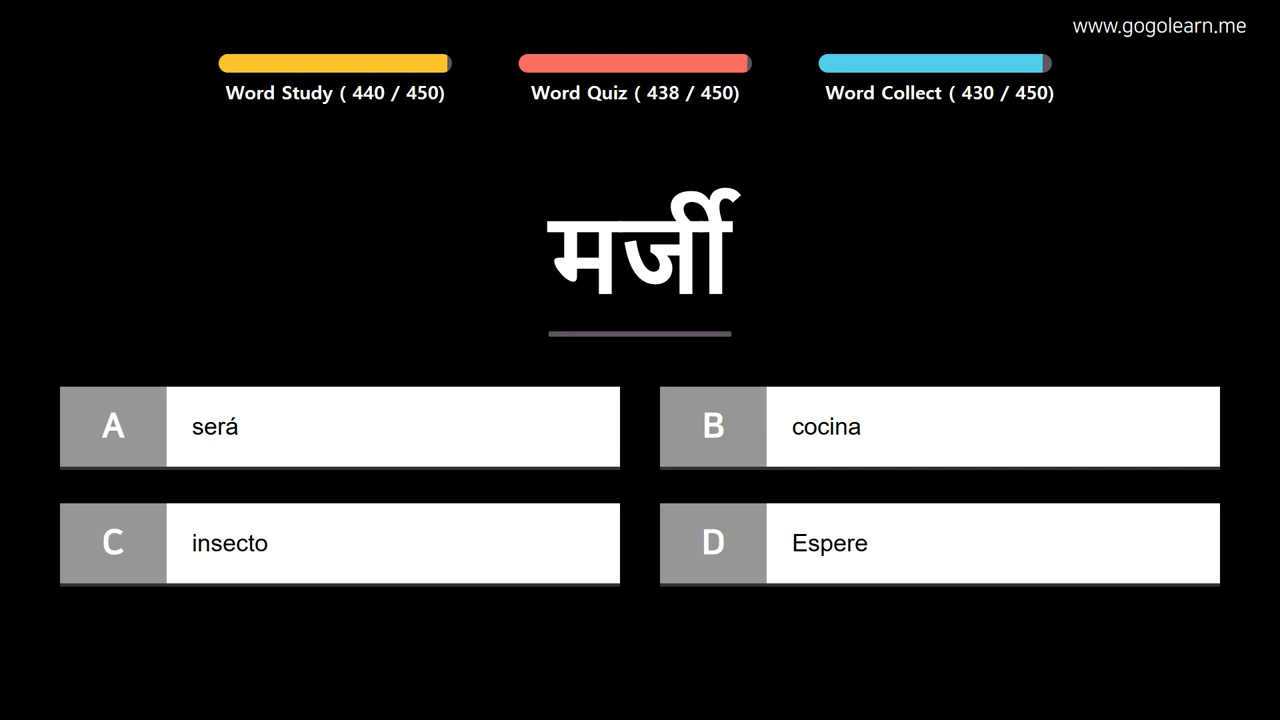 www.gogolearn.me
Word Study ( 440 / 450)
Word Quiz ( 438 / 450)
Word Collect ( 430 / 450)
मर्जी
A será
B cocina
C insecto
D Espere